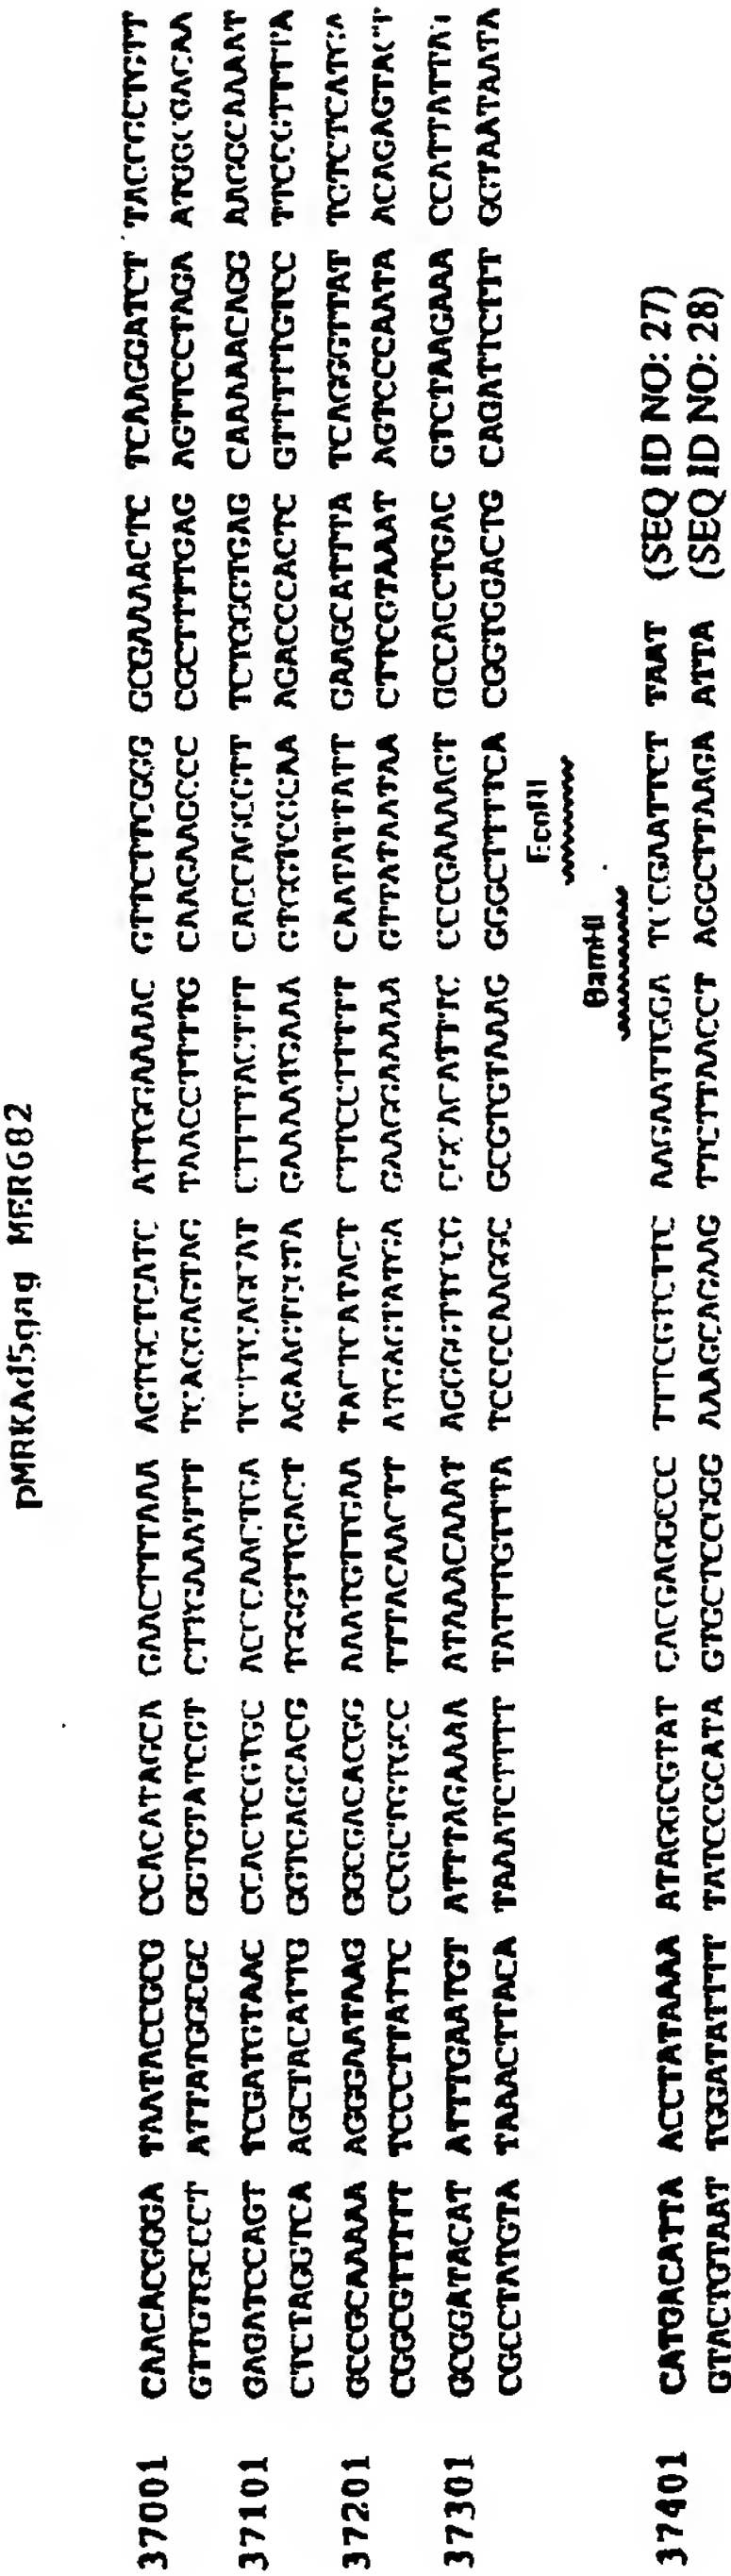 pMRKAd5gag MER682
37001 CAACACGGGA TAATACCGCG CCACATAGCA GAACTTTAAA AGTGCTCATC ATTGGAAAAC GTTCTTCGGG GCGAAAACTC TCAAGGATCT TACCGCTGTT
GTTGTGCCCT ATTATGGCGC GGTGTATCGT CTTGAAATTT TCACGAGTAG TAACCTTTTG CAAGAAGCCC CGCTTTTGAG AGTTCCTAGA ATGGCGACAA
37101 GAGATCCAGT TCGATGTAAC CCACTCGTGC ACCCAACTGA TCTTCAGCAT CTTTTACTTT CACCAGCGTT TCTGGGTGAG CAAAAACAGG AAGGCAAAAT
CTCTAGGTCA AGCTACATTG GGTGAGCACG TGGGTTGACT AGAAGTCGTA GAAAATGAAA GTGGTCGCAA AGACCCACTC GTTTTTGTCC TTCCGTTTTA
37201 GCCGCAAAAA AGGGAATAAG GGCGACACGG AAATGTTGAA TACTCATACT CTTCCTTTTT CAATATTATT GAAGCATTTA TCAGGGTTAT TGTCTCATGA
CGGCGTTTTT TCCCTTATTC CCGCTGTGCC TTTACAACTT ATGAGTATGA GAAGGAAAAA GTTATAATAA CTTCGTAAAT AGTCCCAATA ACAGAGTACT
37301 GCGGATACAT ATTTGAATGT ATTTAGAAAA ATAAACAAAT AGGGGTTCCG CGCACATTTC CCCGAAAAGT GCCACCTGAC GTCTAAGAAA CCATTATTAT
CGCCTATGTA TAAACTTACA TAAATCTTTT TATTTGTTTA TCCCCAAGGC GCGTGTAAAG GGGCTTTTCA CGGTGGACTG CAGATTCTTT GGTAATAATA
EcoRI
BamHI
37401 CATGACATTA ACCTATAAAA ATAGGCGTAT CACGAGGCCC TTTCGTCTTC AAGAATTGGA TCCGAATTCT TAAT (SEQ ID NO: 27)
GTACTGTAAT TGGATATTTT TATCCGCATA GTGCTCCGGG AAAGCAGAAG TTCTTAACCT AGGCTTAAGA ATTA (SEQ ID NO: 28)